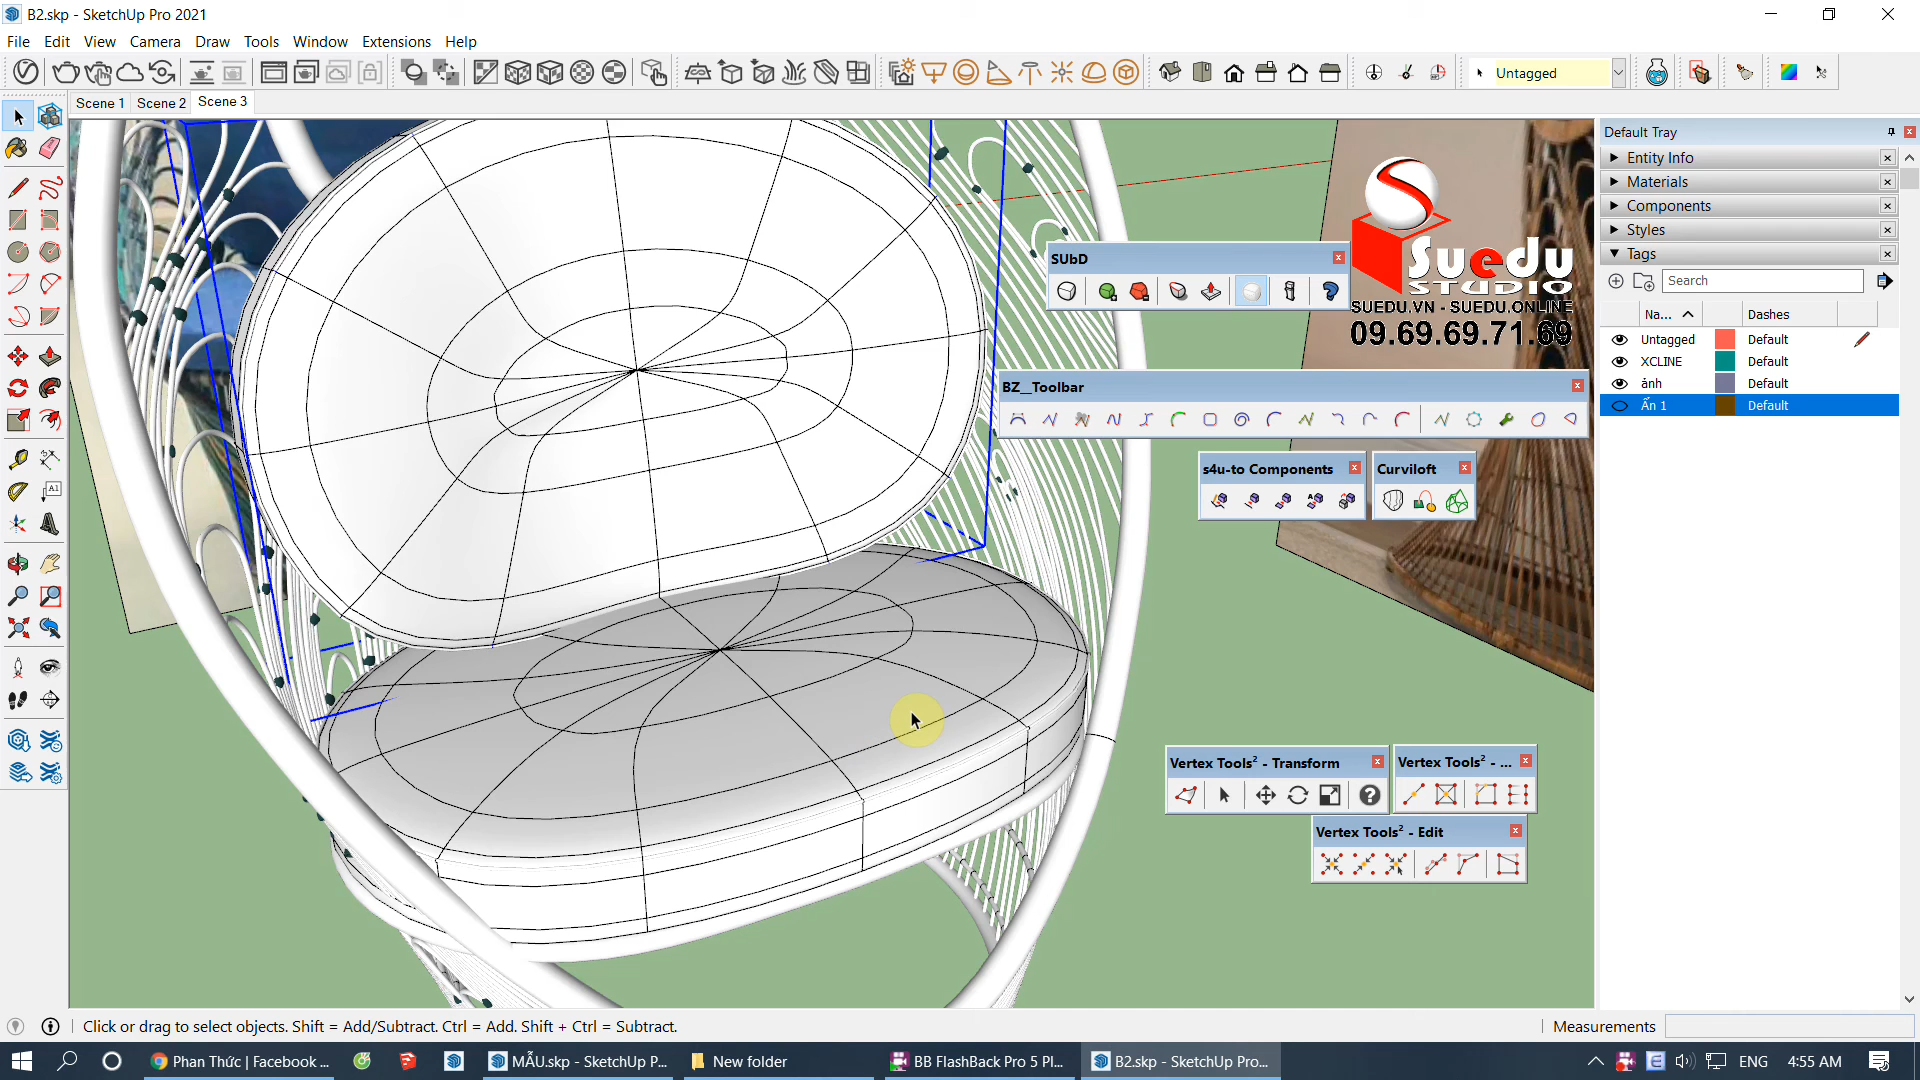 B2.skp - SketchUp Pro 2021
File Edit View Camera Draw Tools Window Extensions Help
Untagged
Scene 1 Scene 2 Scene 3
Default Tray
Entity Info
Materials
Components
Styles
Tags
Search
Na... Dashes
Untagged Default
XCLINE Default
ảnh Default
Ẩn 1 Default
Suedu
STUDIO
SUEDU.VN - SUEDU.ONLINE
09.69.69.71.69
SUbD
BZ__Toolbar
s4u-to Components
Curviloft
Vertex Tools² - Transform
Vertex Tools² - ...
Vertex Tools² - Edit
A1
Click or drag to select objects. Shift = Add/Subtract. Ctrl = Add. Shift + Ctrl = Subtract.
Measurements
Phan Thức | Facebook ...
MẪU.skp - SketchUp P...
New folder
BB FlashBack Pro 5 Pl...
B2.skp - SketchUp Pro...
ENG
4:55 AM